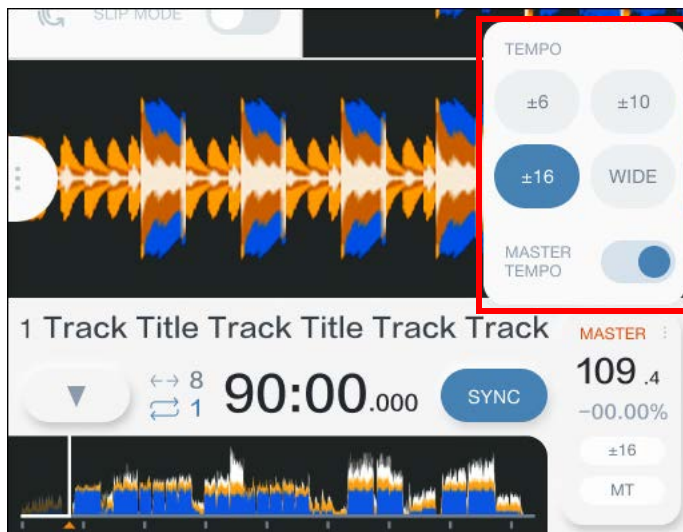 SLIP MODE
TEMPO
±6
±10
±16
WIDE
MASTER
TEMPO
1 Track Title Track Title Track Track
8
1
90:00.000
SYNC
MASTER
109 .4
-00.00%
±16
MT